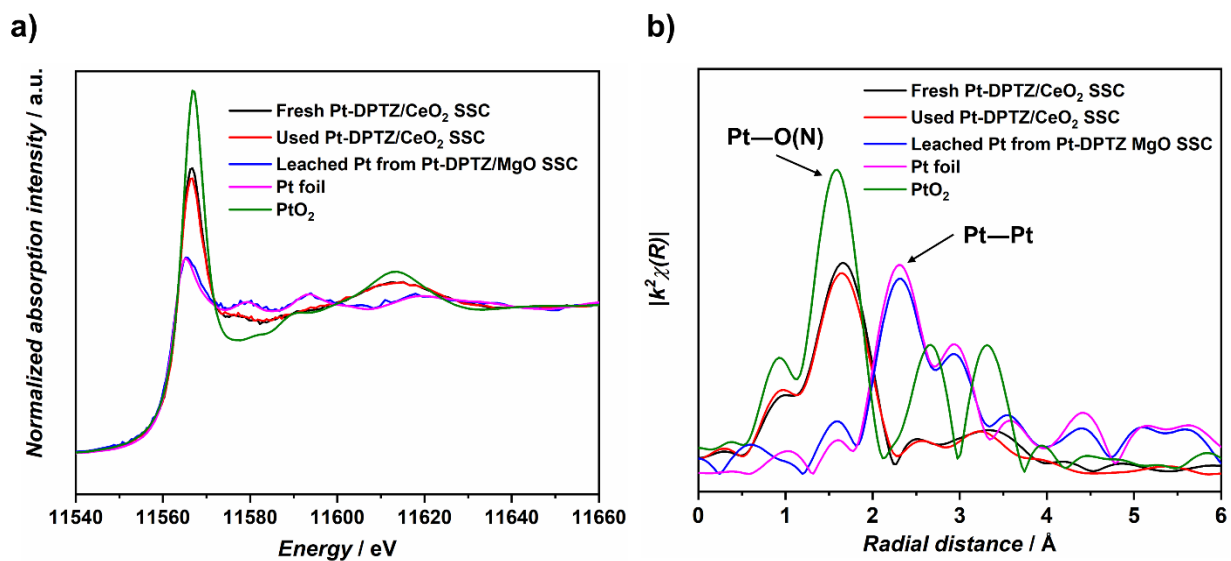 a)
Normalized absorption intensity / a.u.
Fresh Pt-DPTZ/CeO₂ SSC
Used Pt-DPTZ/CeO₂ SSC
Leached Pt from Pt-DPTZ/MgO SSC
Pt foil
PtO₂
11540 11560 11580 11600 11620 11640 11660
Energy / eV
b)
|k²χ(R)|
Fresh Pt-DPTZ/CeO₂ SSC
Used Pt-DPTZ/CeO₂ SSC
Leached Pt from Pt-DPTZ MgO SSC
Pt foil
PtO₂
Pt—O(N)
Pt—Pt
0 1 2 3 4 5 6
Radial distance / Å